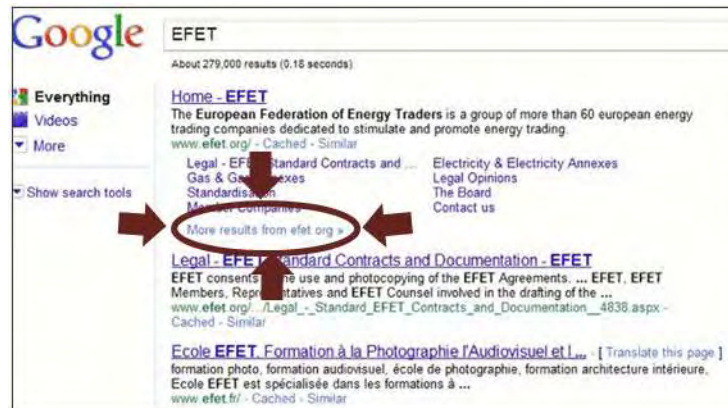 Google
EFET
About 279,000 results (0.18 seconds)
Everything
Videos
More
Show search tools
Home - EFET
The European Federation of Energy Traders is a group of more than 60 european energy
trading companies dedicated to stimulate and promote energy trading.
www.efet.org/ - Cached - Similar
Legal - EFET Standard Contracts and ... Electricity & Electricity Annexes
Gas & Gas Annexes Legal Opinions
Standardisation The Board
Member Companies Contact us
More results from efet.org »
Legal - EFET Standard Contracts and Documentation - EFET
EFET consents the use and photocopying of the EFET Agreements. ... EFET, EFET
Members, Representatives and EFET Counsel involved in the drafting of the ...
www.efet.org/.../Legal_-_Standard_EFET_Contracts_and_Documentation__4838.aspx -
Cached - Similar
Ecole EFET, Formation à la Photographie l'Audiovisuel et l... - [ Translate this page ]
formation photo, formation audiovisuel, école de photographie, formation architecture intérieure,
Ecole EFET est spécialisée dans les formations à ...
www.efet.fr/ - Cached - Similar